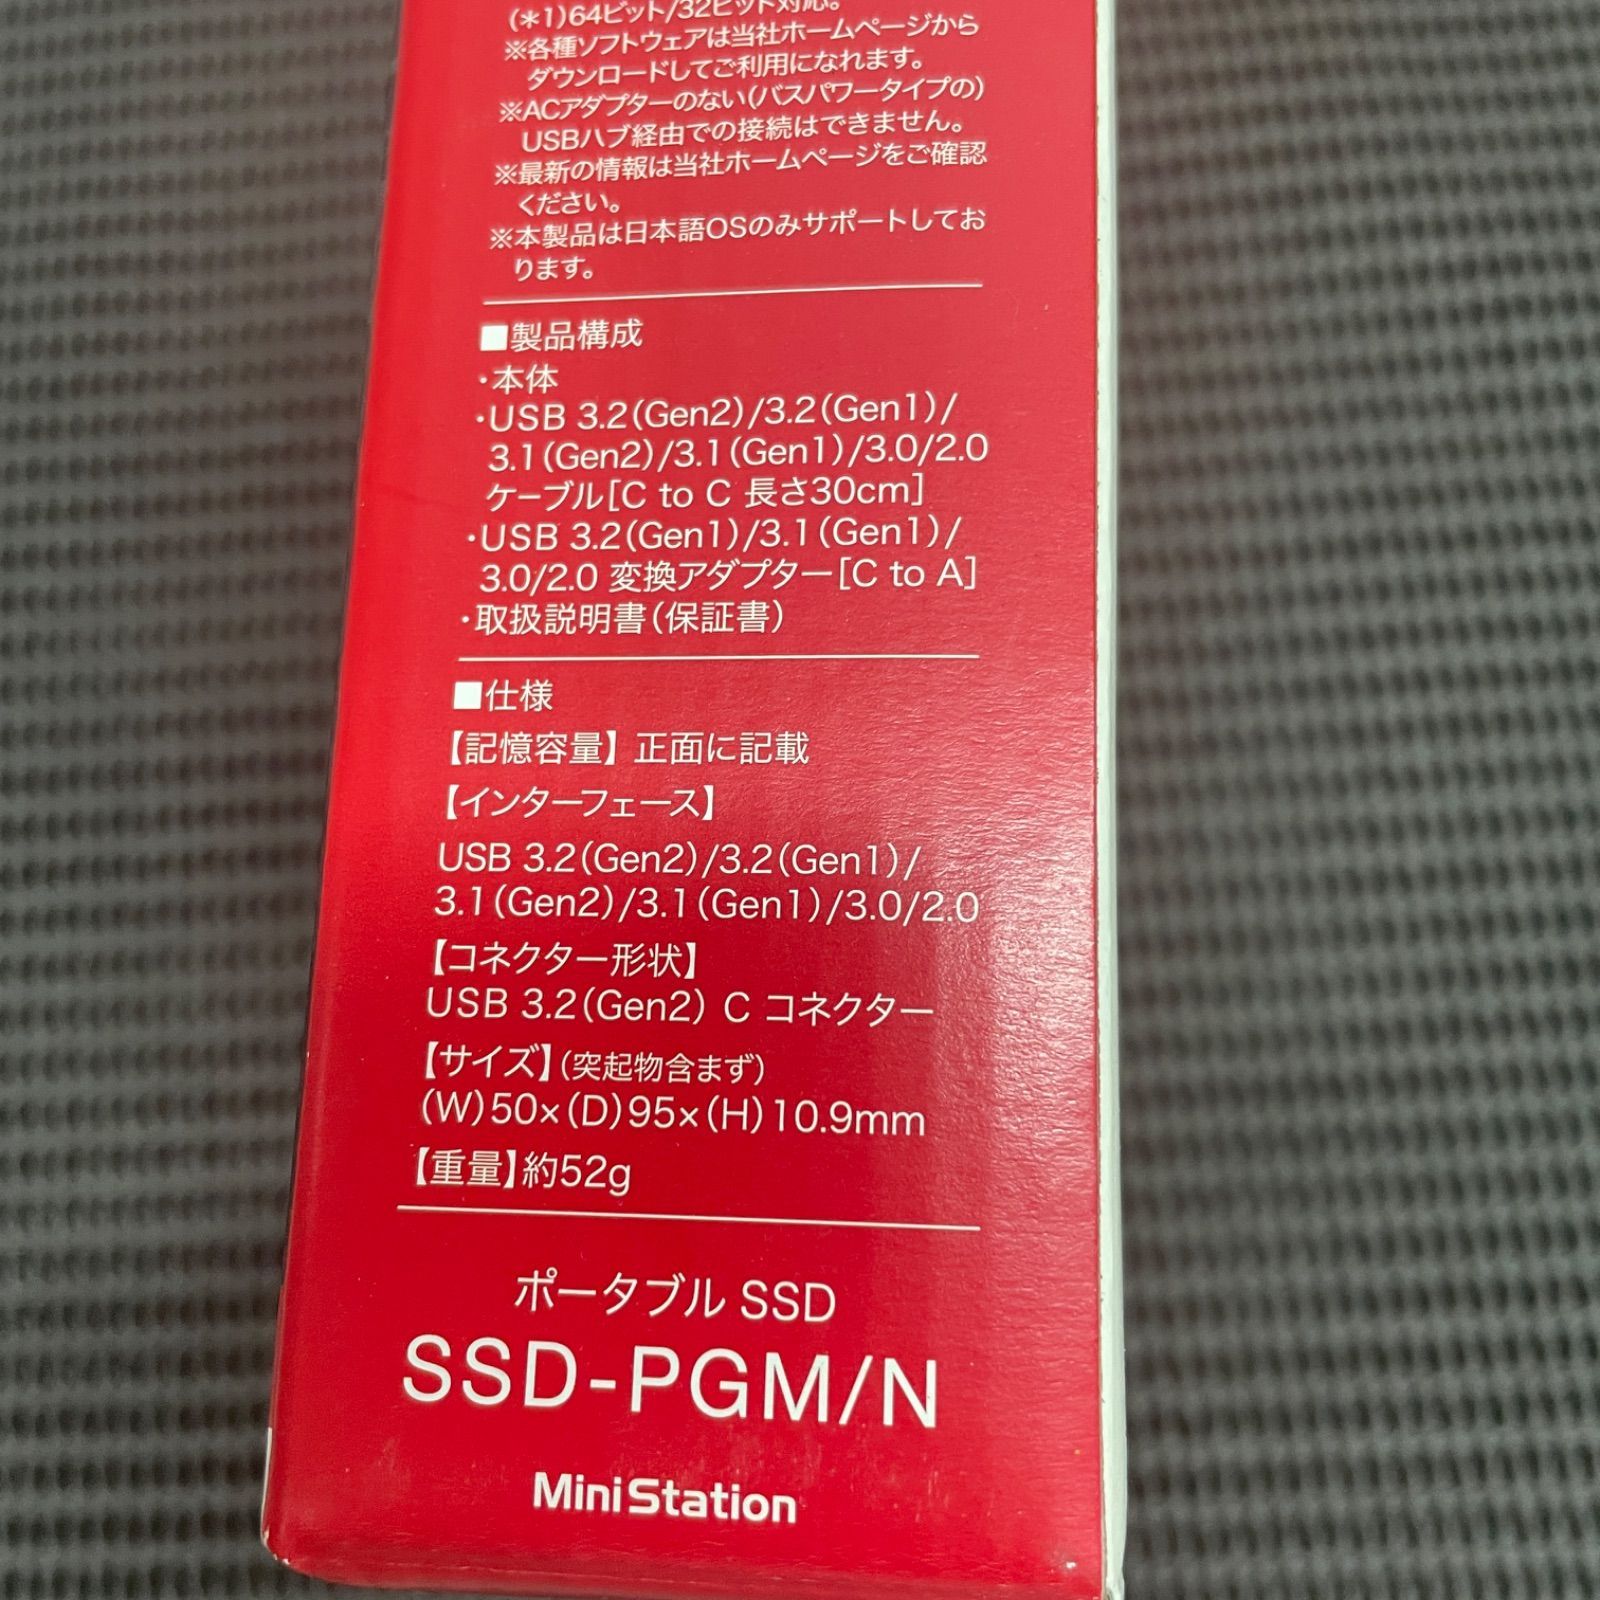 (＊1)64ビット/32ビット対応。
※各種ソフトウェアは当社ホームページから
ダウンロードしてご利用になれます。
※ACアダプターのない(バスパワータイプの)
USBハブ経由での接続はできません。
※最新の情報は当社ホームページをご確認
ください。
※本製品は日本語OSのみサポートしてお
ります。
■製品構成
・本体
・USB 3.2(Gen2)/3.2(Gen1)/
3.1(Gen2)/3.1(Gen1)/3.0/2.0
ケーブル[C to C 長さ30cm]
・USB 3.2(Gen1)/3.1(Gen1)/
3.0/2.0 変換アダプター[C to A]
・取扱説明書(保証書)
■仕様
【記憶容量】正面に記載
【インターフェース】
USB 3.2(Gen2)/3.2(Gen1)/
3.1(Gen2)/3.1(Gen1)/3.0/2.0
【コネクター形状】
USB 3.2(Gen2) C コネクター
【サイズ】(突起物含まず)
(W)50×(D)95×(H)10.9mm
【重量】約52g
ポータブル SSD
SSD-PGM/N
MiniStation